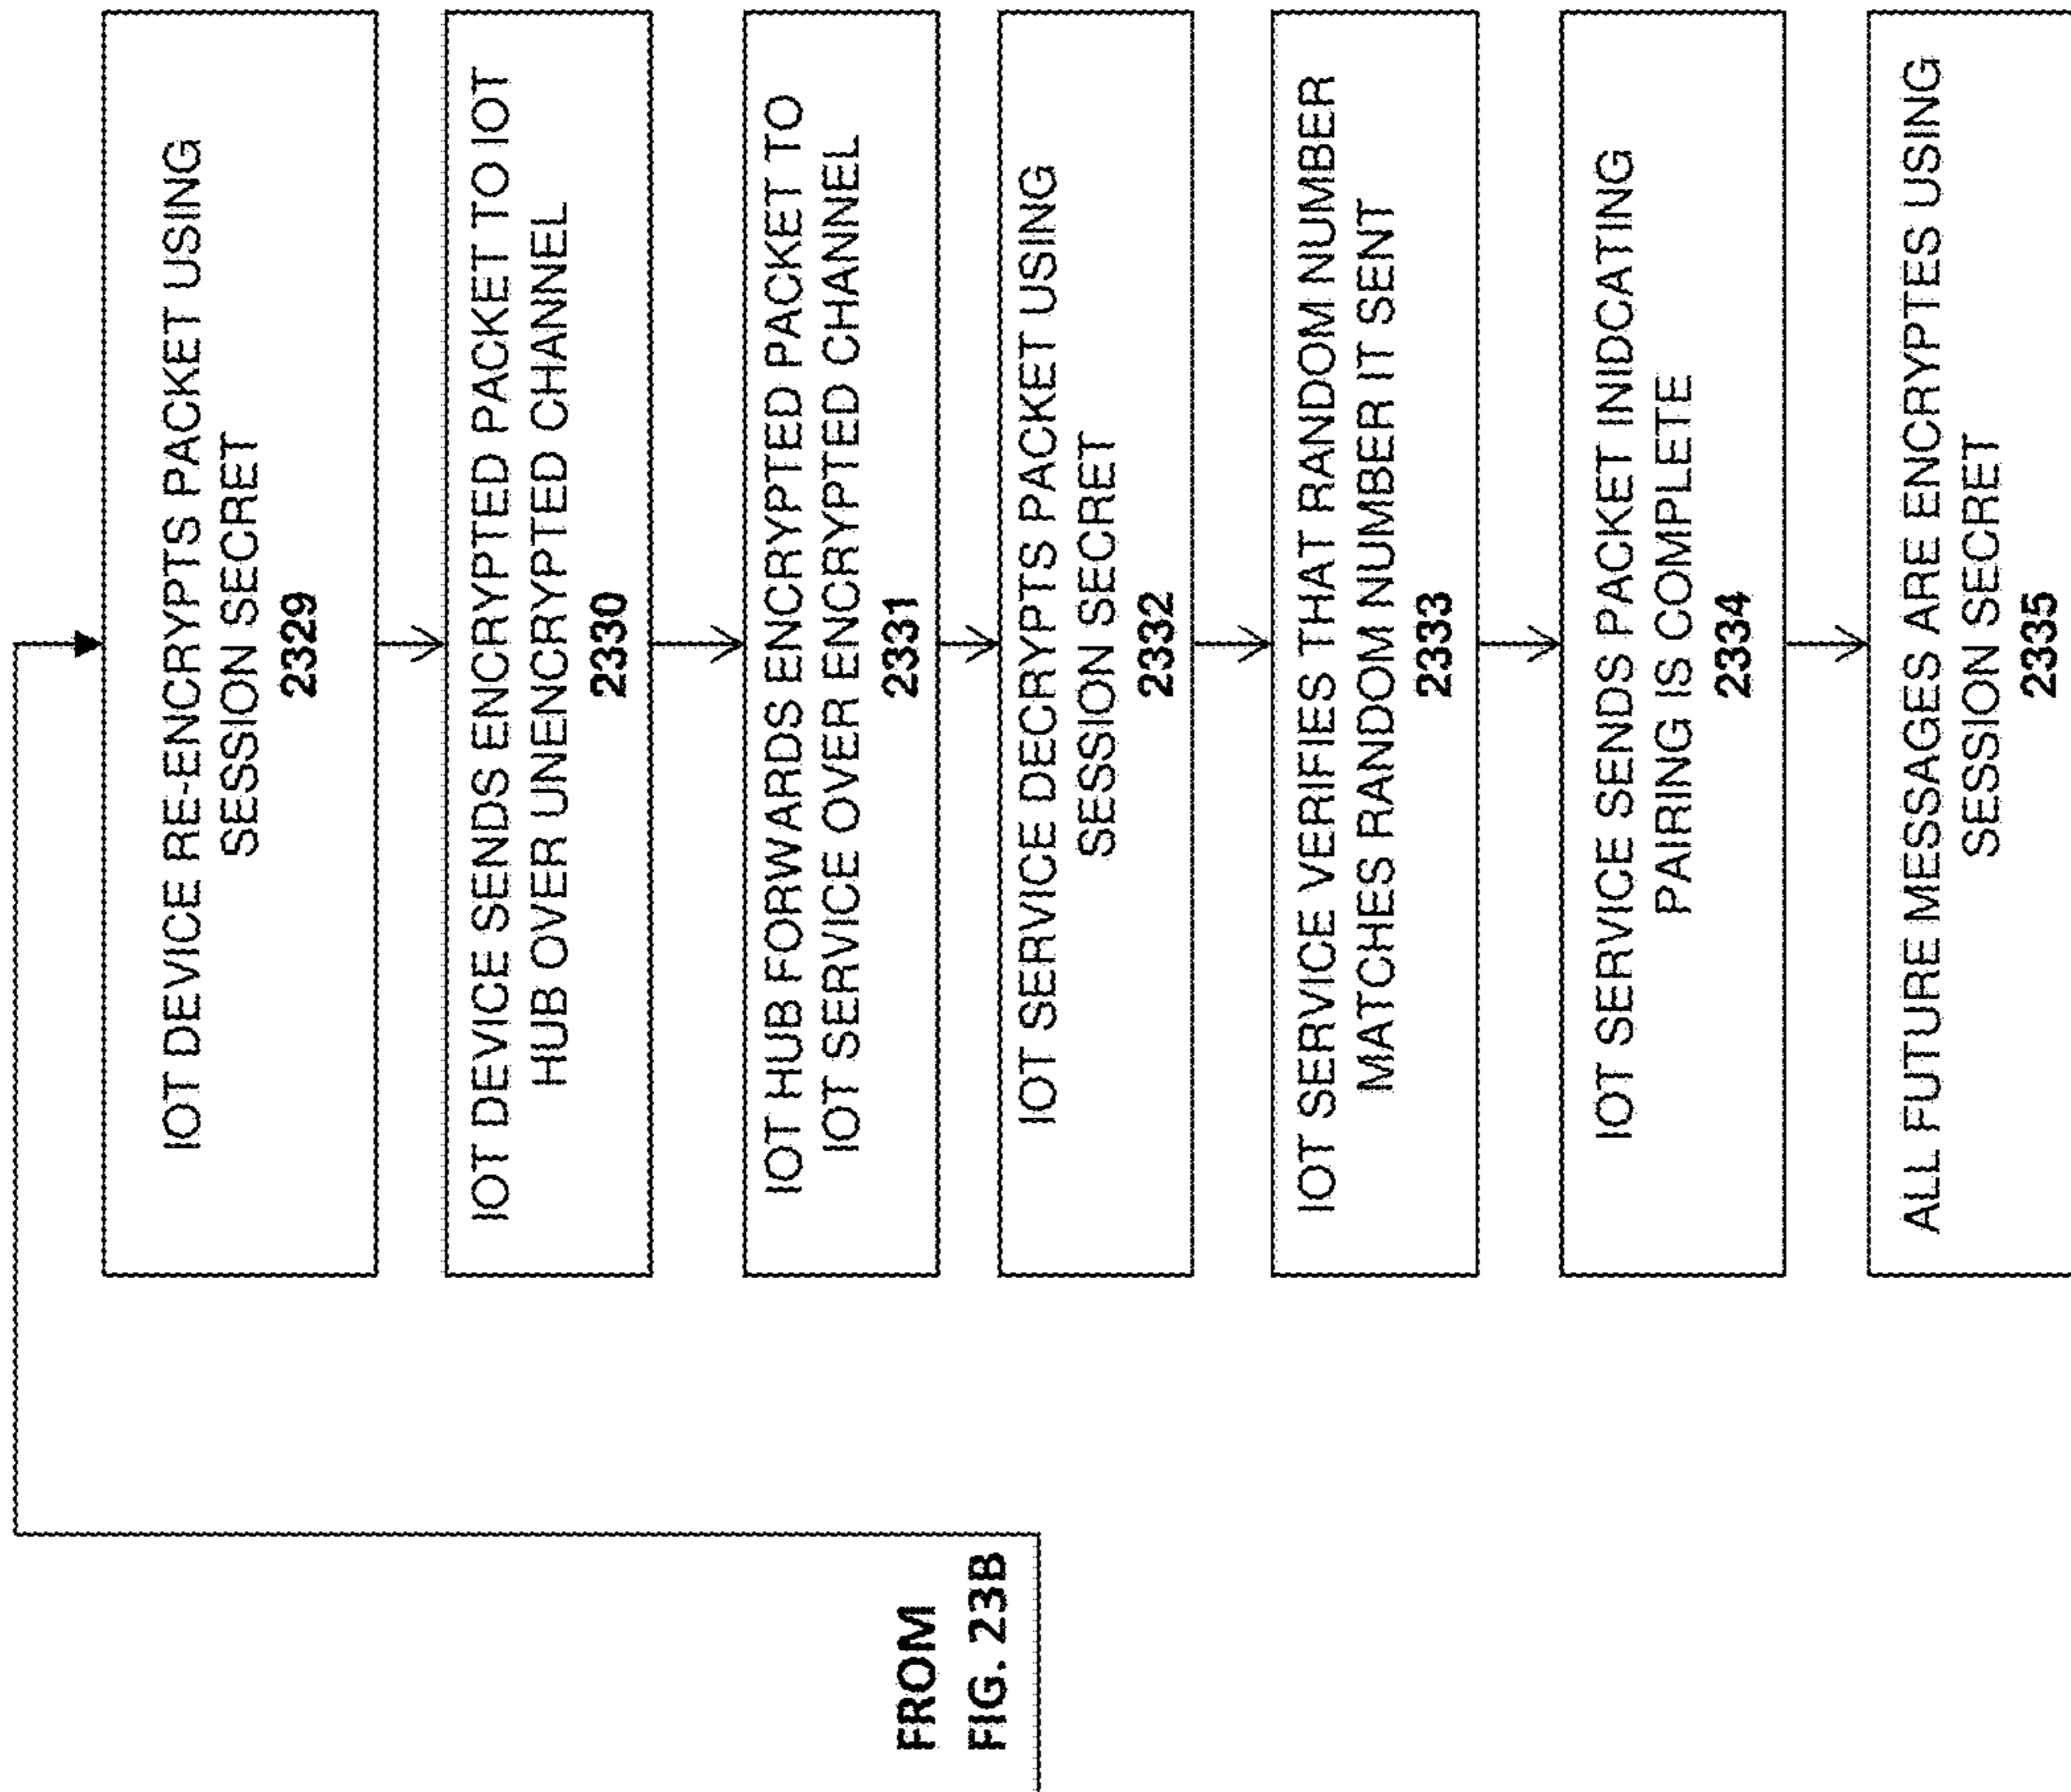 FROM
FIG. 23B
IOT DEVICE RE-ENCRYPTS PACKET USING
SESSION SECRET
2329
IOT DEVICE SENDS ENCRYPTED PACKET TO IOT
HUB OVER UNENCRYPTED CHANNEL
2330
IOT HUB FORWARDS ENCRYPTED PACKET TO
IOT SERVICE OVER ENCRYPTED CHANNEL
2331
IOT SERVICE DECRYPTS PACKET USING
SESSION SECRET
2332
IOT SERVICE VERIFIES THAT RANDOM NUMBER
MATCHES RANDOM NUMBER IT SENT
2333
IOT SERVICE SENDS PACKET INIDCATING
PAIRING IS COMPLETE
2334
ALL FUTURE MESSAGES ARE ENCRYPTES USING
SESSION SECRET
2335